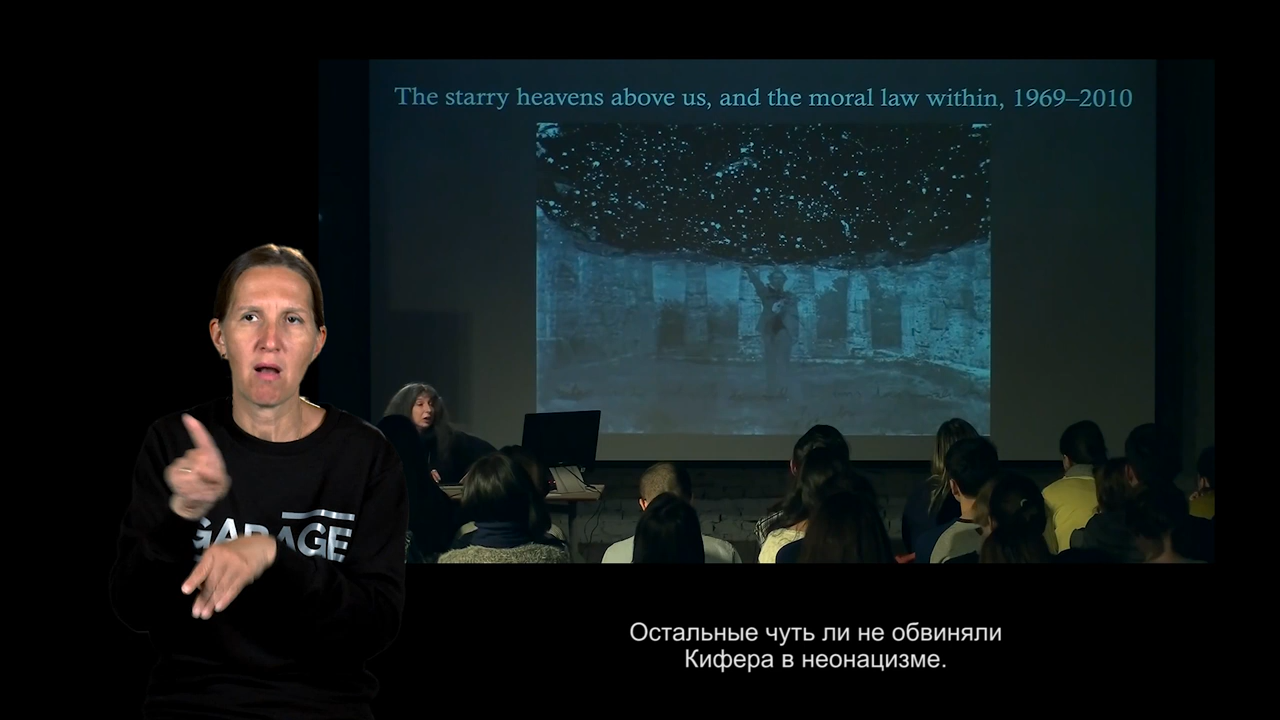 The starry heavens above us, and the moral law within, 1969–2010
GARAGE
Остальные чуть ли не обвиняли
Кифера в неонацизме.